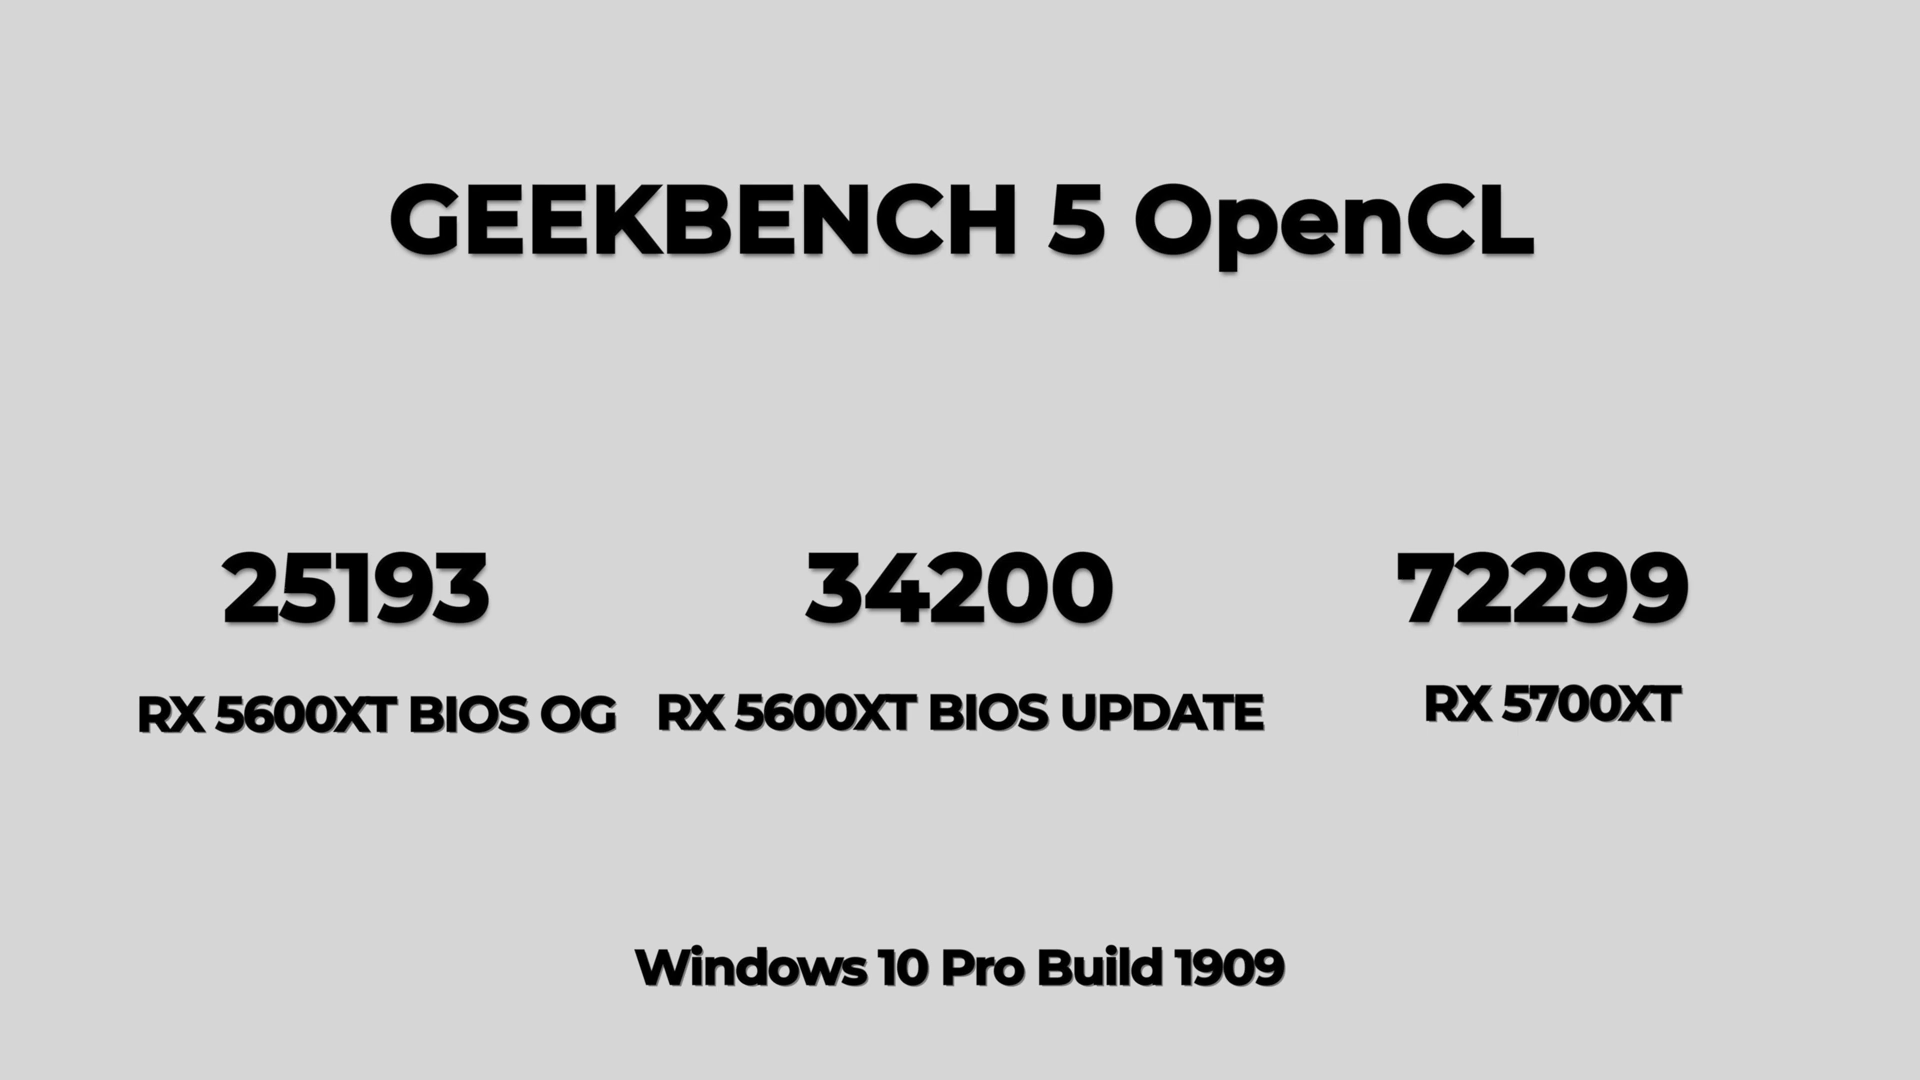 GEEKBENCH 5 OpenCL
25193 34200 72299
RX 5600XT BIOS OG RX 5600XT BIOS UPDATE RX 5700XT
Windows 10 Pro Build 1909